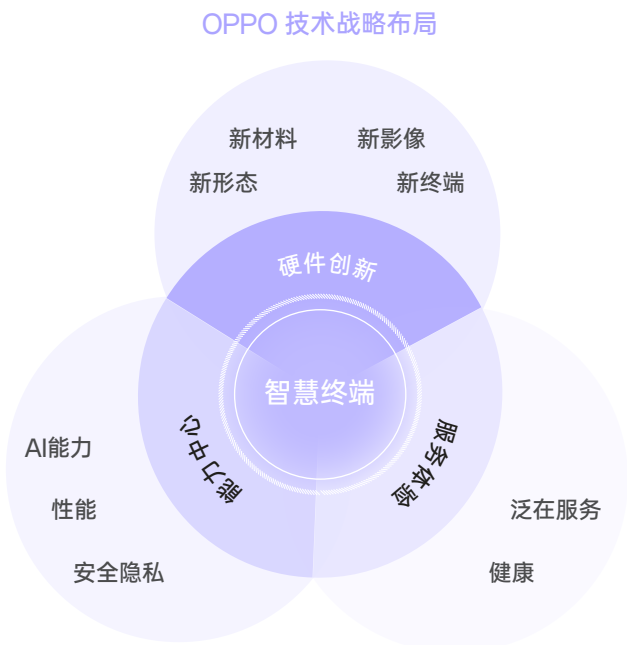 OPPO 技术战略布局
新材料 新影像
新形态 新终端
硬件创新
智慧终端
能力中心
服务体验
AI能力
性能
安全隐私
泛在服务
健康